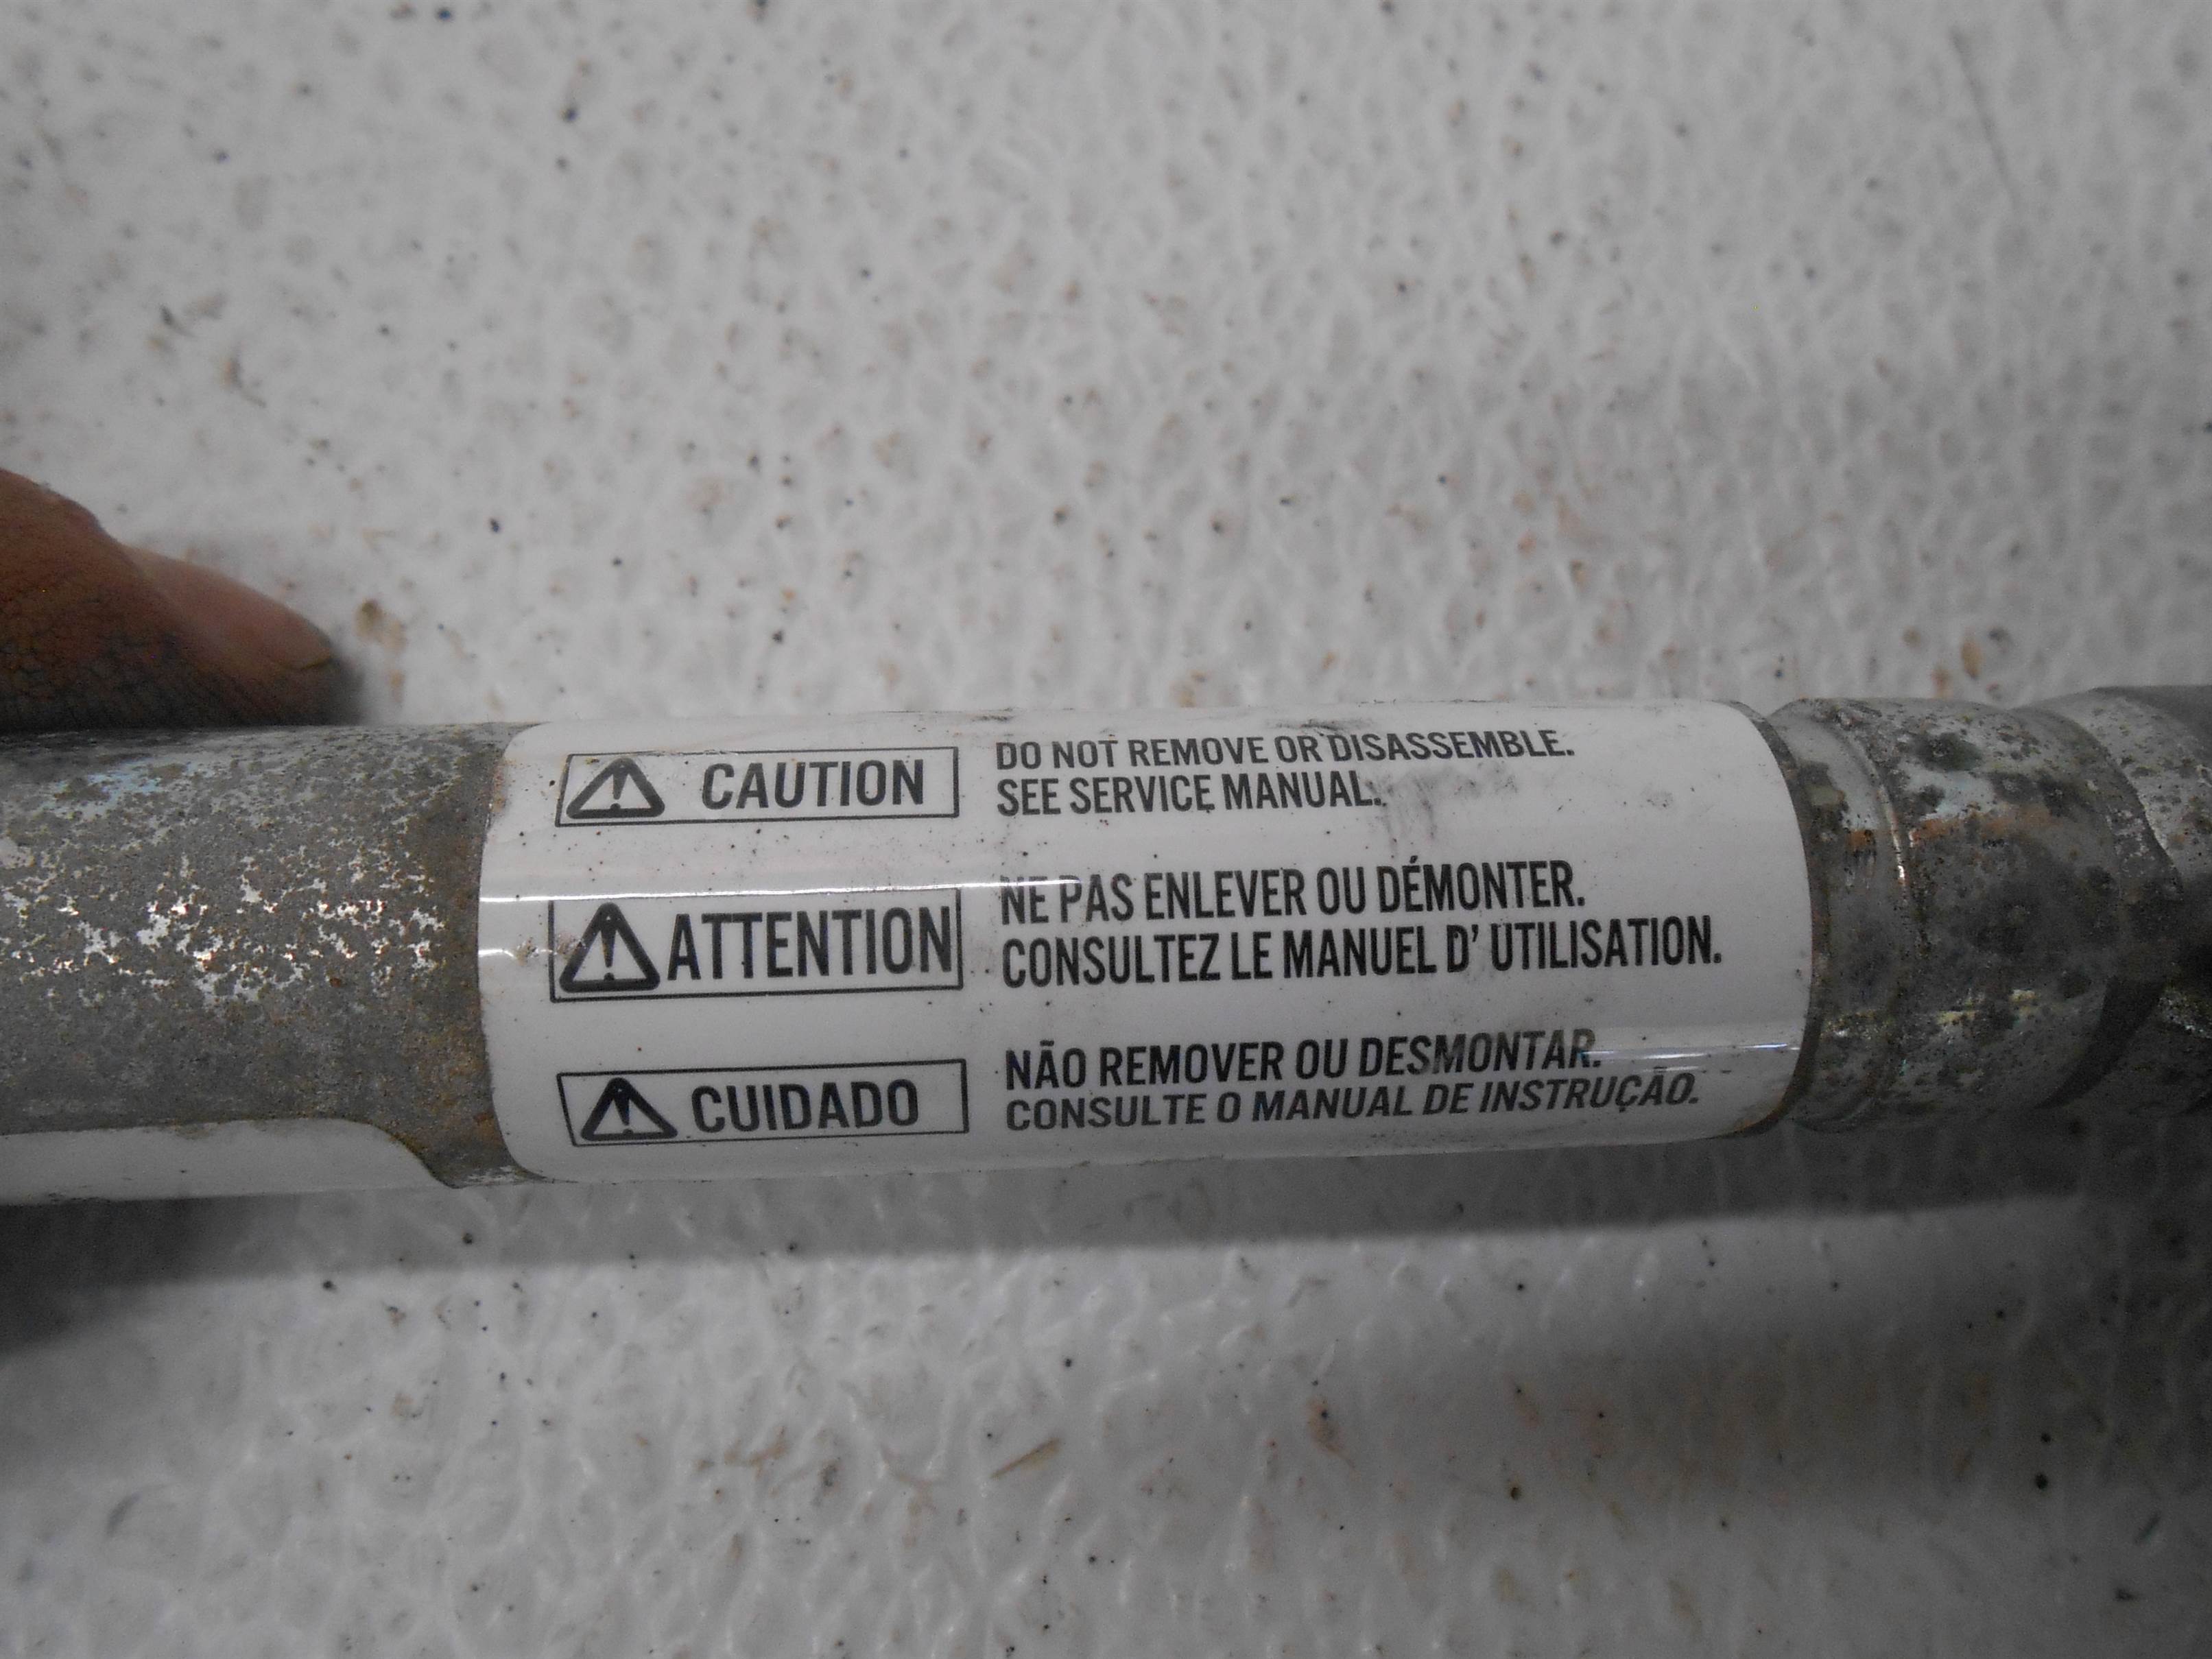 CAUTION
DO NOT REMOVE OR DISASSEMBLE.
SEE SERVICE MANUAL.
ATTENTION
NE PAS ENLEVER OU DÉMONTER.
CONSULTEZ LE MANUEL D' UTILISATION.
CUIDADO
NÃO REMOVER OU DESMONTAR.
CONSULTE O MANUAL DE INSTRUÇÃO.